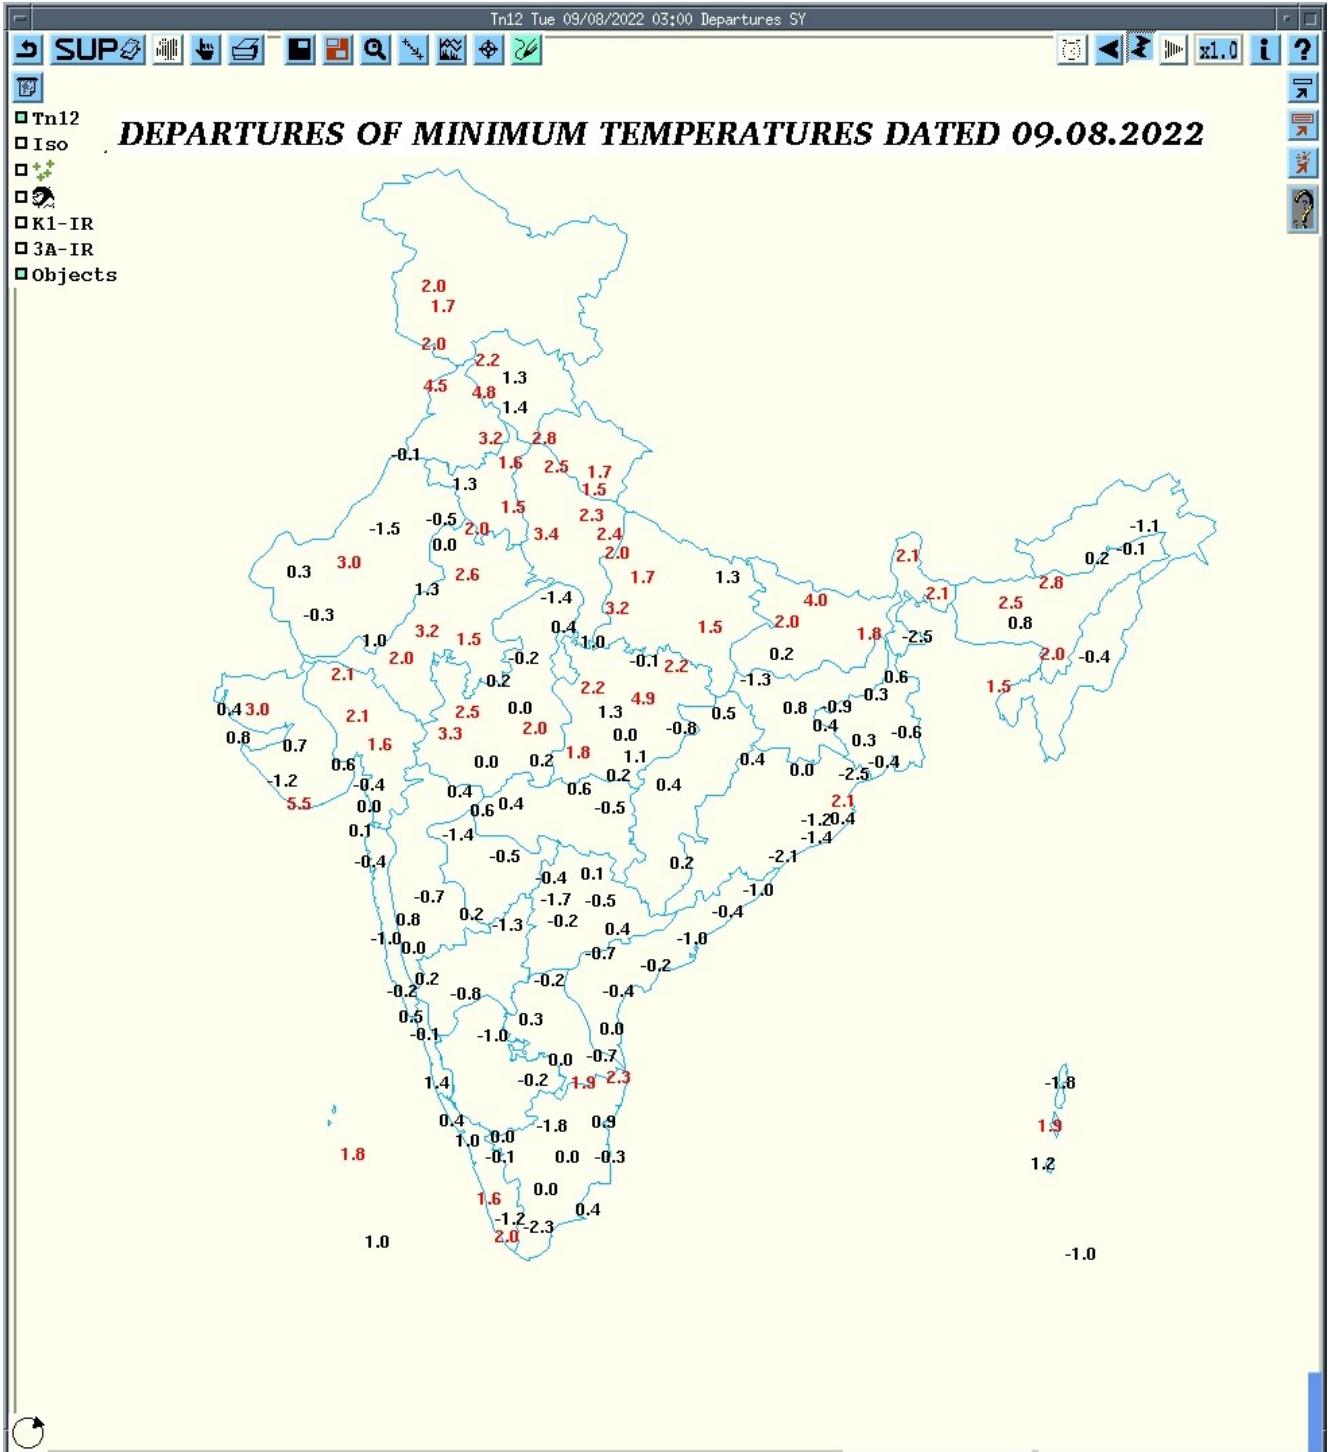 Tn12 Tue 09/08/2022 03:00 Departures SY
SUP x1.0 i ?
Tn12
DEPARTURES OF MINIMUM TEMPERATURES DATED 09.08.2022
Iso
K1-IR
3A-IR
Objects
2.0
1.7
2.0
2.2
1.3
4.5 4.8
1.4
3.2 2.8
-0.1 1.6 2.5 1.7
1.3 1.5
1.5
-1.5 -0.5 2.0 3.4 2.3 -1.1
0.0 2.4 2.0 2.1 0.2 -0.1
0.3 3.0 2.6 1.7 1.3 2.8
1.3 -1.4 3.2 4.0 2.1 2.5
-0.3 0.4 1.5 2.0 0.8
1.0 3.2 1.5 1.0 1.8 -2.5
2.0 -0.2 -0.1 2.2 0.2 2.0 -0.4
2.1 0.2 2.2 -1.3 0.6 1.5
0.4 3.0 2.1 2.5 0.0 1.3 4.9 0.5 0.8 -0.9 0.3
0.8 0.7 1.6 3.3 2.0 0.0 -0.8 0.4 0.3 -0.6
0.6 0.0 0.2 1.8 1.1 0.4 0.0 -0.4
-1.2 -0.4 0.4 0.6 0.2 0.4 -2.5
5.5 0.0 0.6 0.4 -0.5 2.1
0.1 -1.4 -1.2 0.4
-1.4
-0.4 -0.5 0.2 -2.1
-0.4 0.1
-0.7 -1.7 -0.5 -1.0
0.8 0.2 -1.3 -0.2 0.4 -0.4
-1.0 0.0 -0.7 -1.0
0.2 -0.2 -0.2
-0.2 -0.8 -0.4
0.5 0.3
-0.1 -1.0 0.0
0.0 -0.7
1.4 -0.2 1.9 2.3 -1.8
0.4 -1.8 0.9 1.9
1.0 0.0
1.8 -0.1 0.0 -0.3 1.2
1.6 0.0
-1.2 0.4
-2.3
2.0
1.0 -1.0